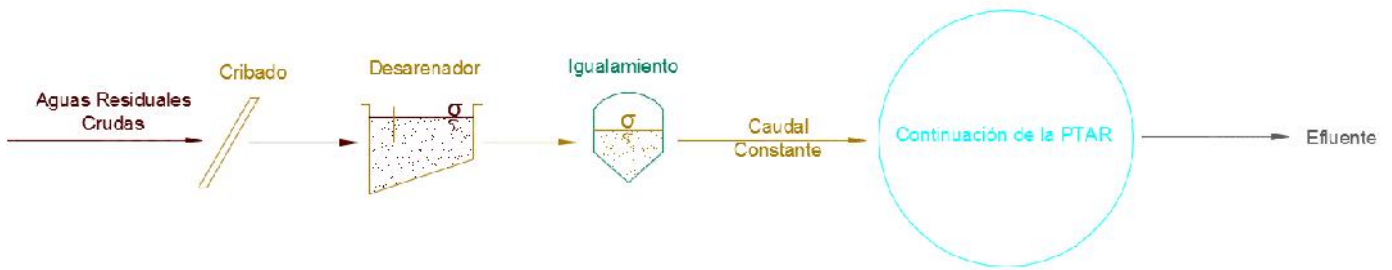 Aguas Residuales
Crudas
Cribado
Desarenador
Igualamiento
Caudal
Constante
Continuación de la PTAR
Efluente